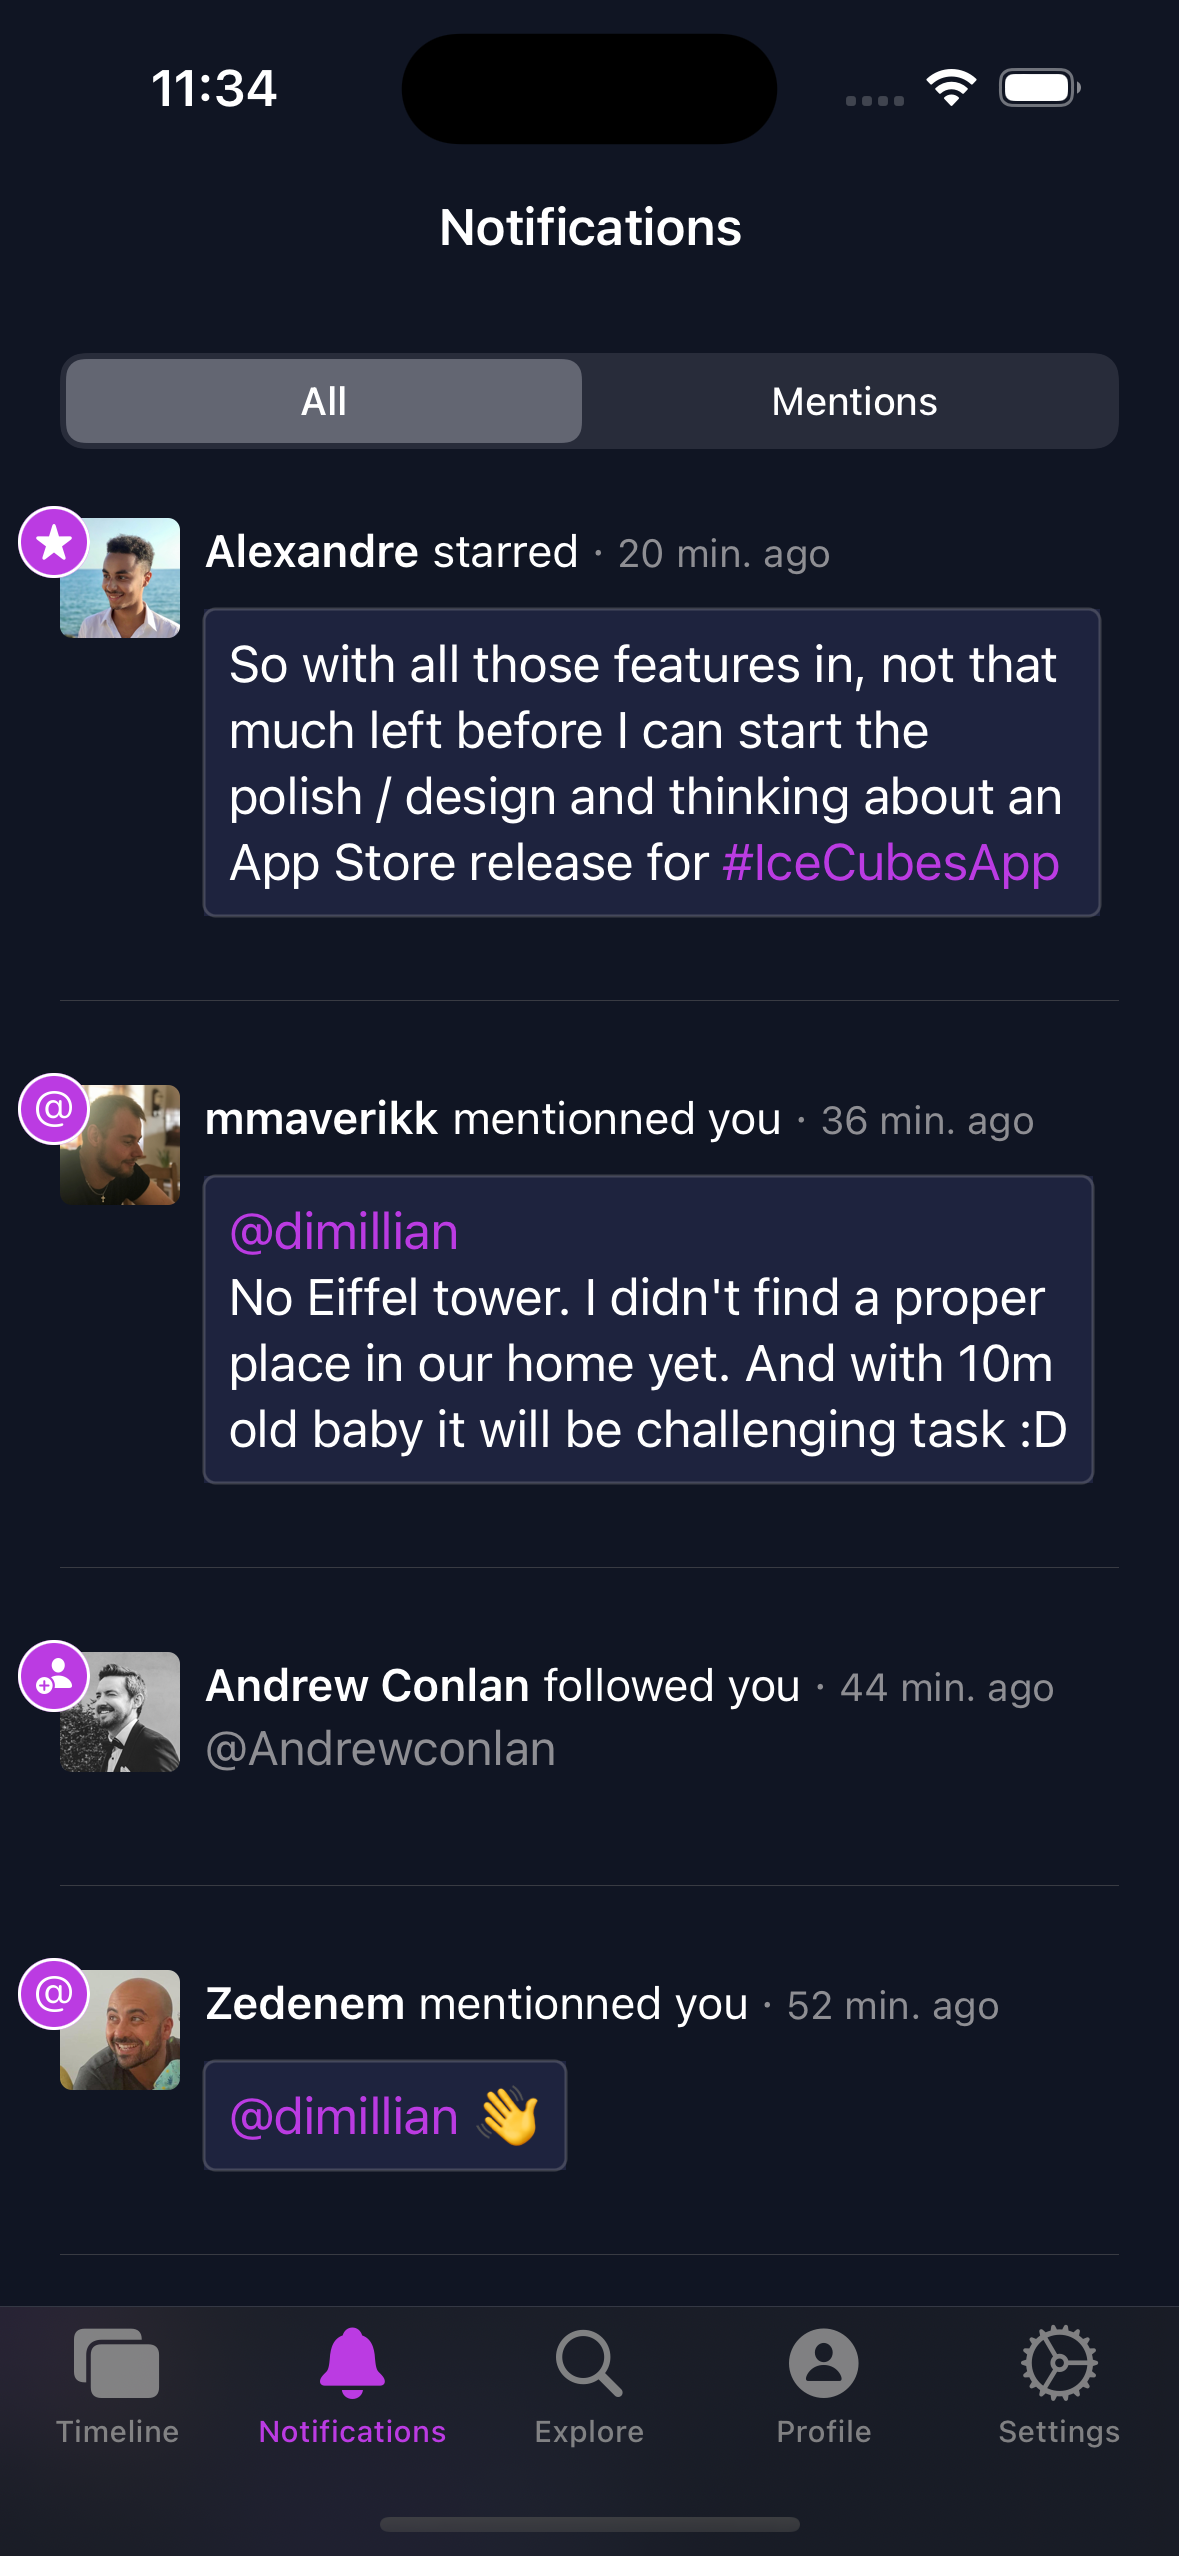 11:34
Notifications
All
Mentions
Alexandre starred · 20 min. ago
So with all those features in, not that
much left before I can start the
polish / design and thinking about an
App Store release for #IceCubesApp
@
mmaverikk mentionned you · 36 min. ago
@dimillian
No Eiffel tower. I didn't find a proper
place in our home yet. And with 10m
old baby it will be challenging task :D
Andrew Conlan followed you · 44 min. ago
@Andrewconlan
@
Zedenem mentionned you · 52 min. ago
@dimillian 👋
Timeline
Notifications
Explore
Profile
Settings